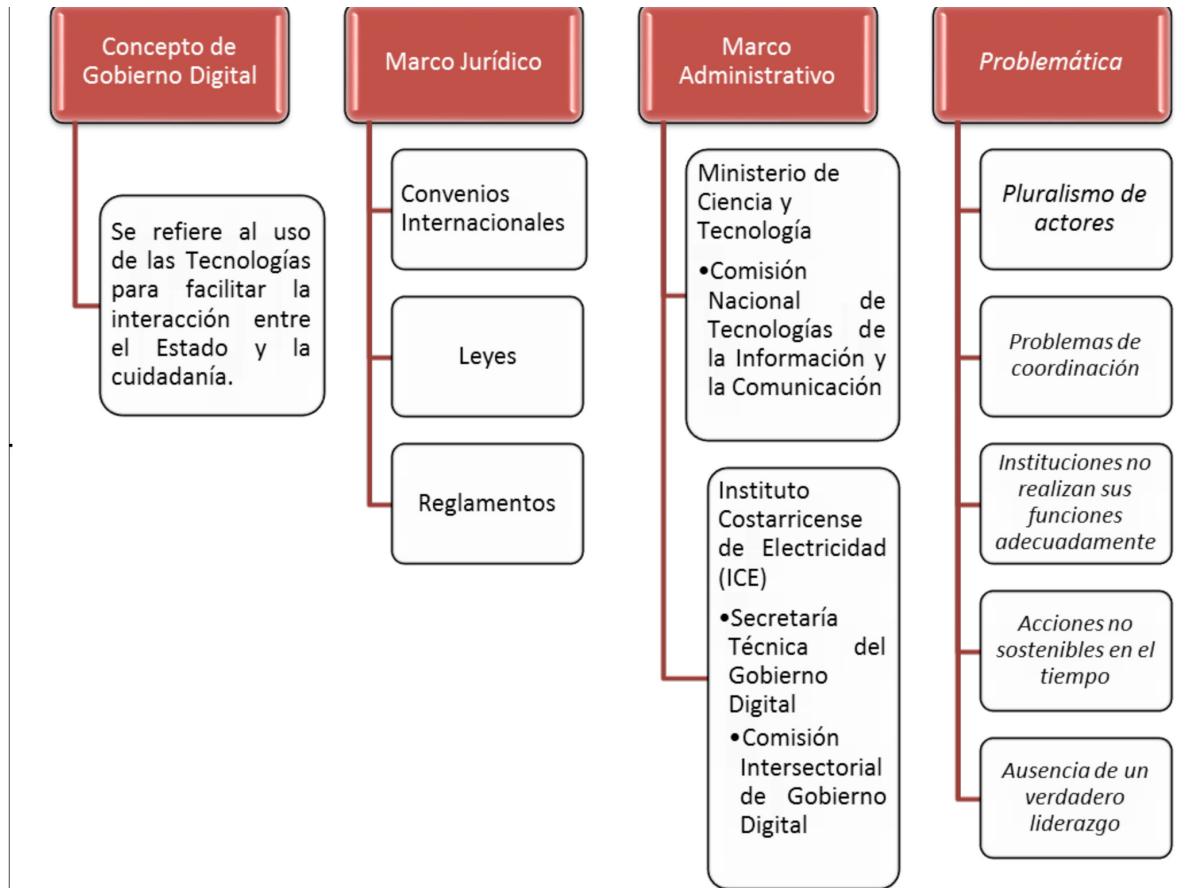 Concepto de
Gobierno Digital
Se refiere al uso
de las Tecnologías
para facilitar la
interacción entre
el Estado y la
cuidadanía.
Marco Jurídico
Convenios
Internacionales
Leyes
Reglamentos
Marco
Administrativo
Ministerio de
Ciencia y
Tecnología
•Comisión
Nacional de
Tecnologías de
la Información y
la Comunicación
Instituto
Costarricense
de Electricidad
(ICE)
•Secretaría
Técnica del
Gobierno
Digital
•Comisión
Intersectorial
de Gobierno
Digital
Problemática
Pluralismo de
actores
Problemas de
coordinación
Instituciones no
realizan sus
funciones
adecuadamente
Acciones no
sostenibles en el
tiempo
Ausencia de un
verdadero
liderazgo